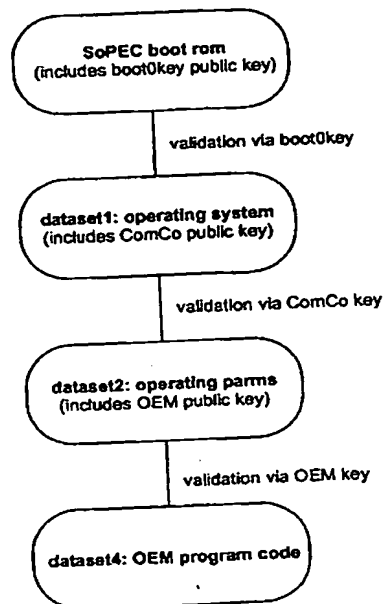 SoPEC boot rom
(includes boot0key public key)
validation via boot0key
dataset1: operating system
(includes ComCo public key)
validation via ComCo key
dataset2: operating parms
(includes OEM public key)
validation via OEM key
dataset4: OEM program code